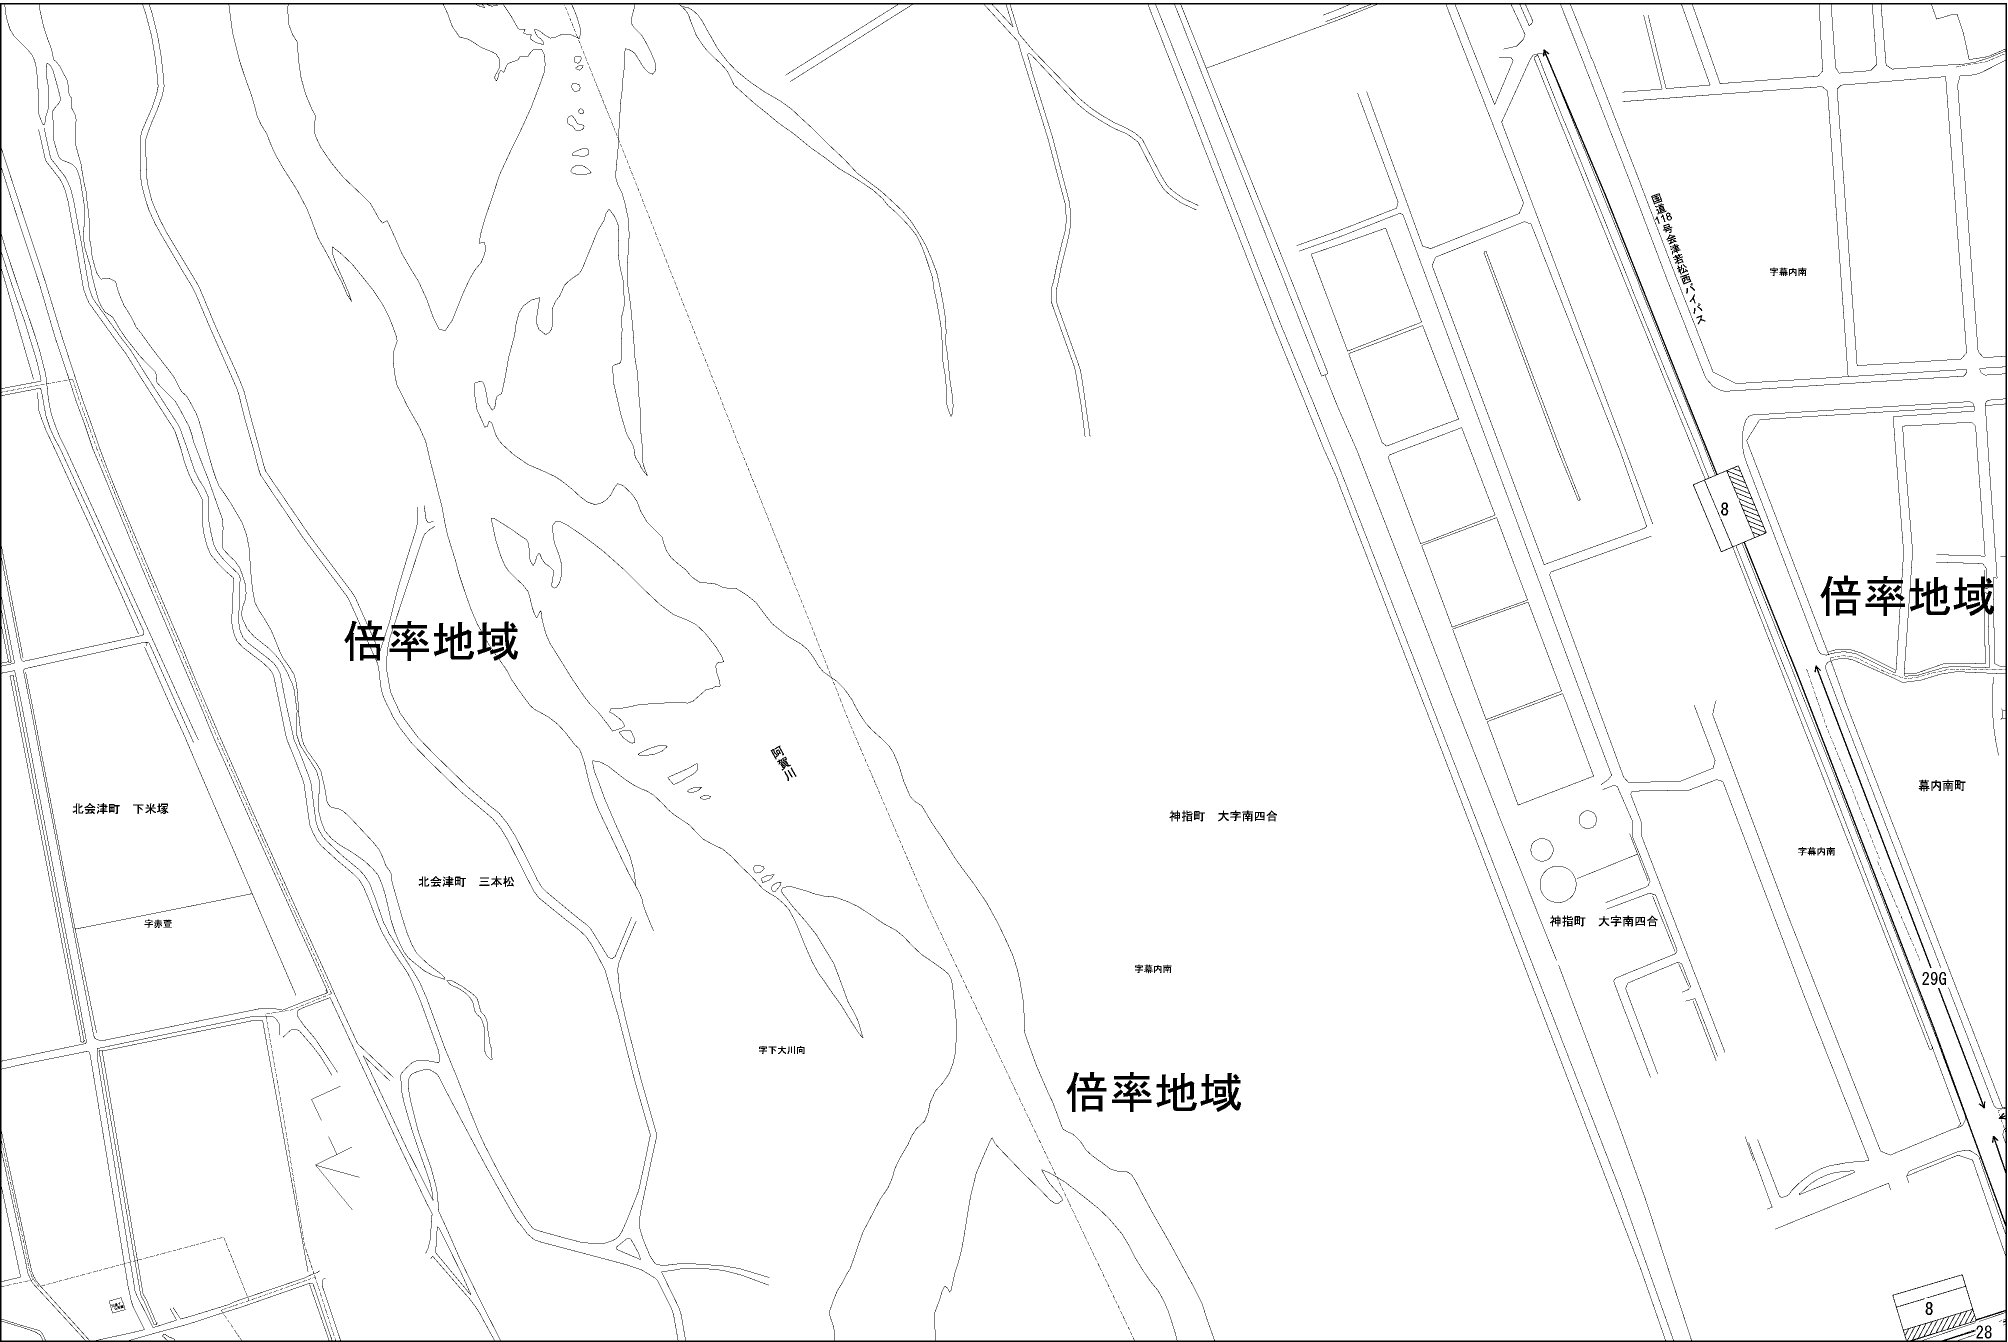 国道118号会津若松西バイパス
字幕内南
8
倍率地域
倍率地域
阿賀川
幕内南町
北会津町　下米塚
神指町　大字南四合
字幕内南
北会津町　三本松
字赤萱
神指町　大字南四合
字幕内南
29G
字下大川向
倍率地域
8
28